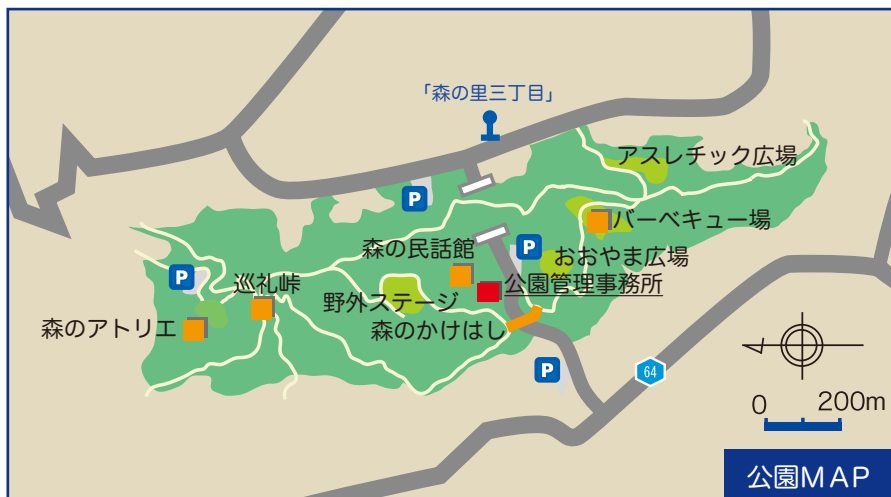 「森の里三丁目」
アスレチック広場
P
バーベキュー場
森の民話館
P
おおやま広場
P
巡礼峠
野外ステージ
公園管理事務所
森のアトリエ
森のかけはし
P
64
0 200m
公園MAP